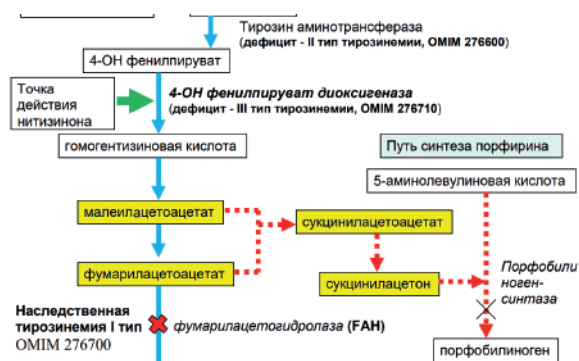 Тирозин аминотрансфераза
(дефицит - II тип тирозинемии, OMIM 276600)
4-ОН фенилпируват
Точка
действия
нитизинона
4-ОН фенилпируват диоксигеназа
(дефицит - III тип тирозинемии, OMIM 276710)
гомогентизиновая кислота
Путь синтеза порфирина
5-аминолевулиновая кислота
малеилацетоацетат
сукцинилацетоацетат
фумарилацетоацетат
сукцинилацетон
Порфобили
ноген-
синтаза
Наследственная
тирозинемия I тип
OMIM 276700
фумарилацетогидролаза (FAH)
порфобилиноген